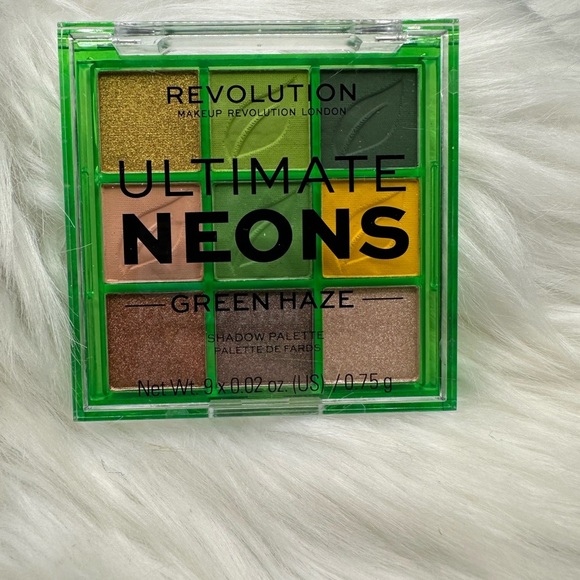 REVOLUTION
MAKEUP REVOLUTION LONDON
ULTIMATE
NEONS
GREEN HAZE
SHADOW PALETTE
PALETTE DE FARDS
Net Wt. 9 x 0.02 oz. (US) / 0.75 g